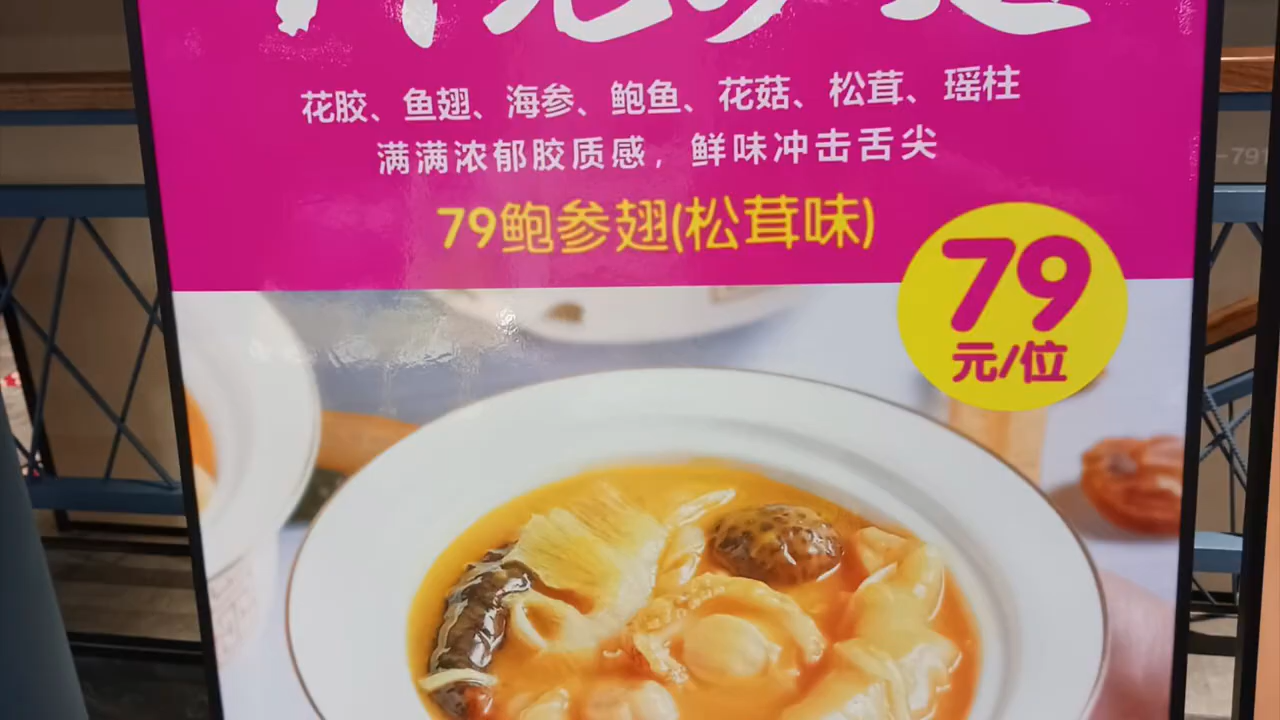 花胶、鱼翅、海参、鲍鱼、花菇、松茸、瑶柱
满满浓郁胶质感，鲜味冲击舌尖
79鲍参翅(松茸味)
79
元/位